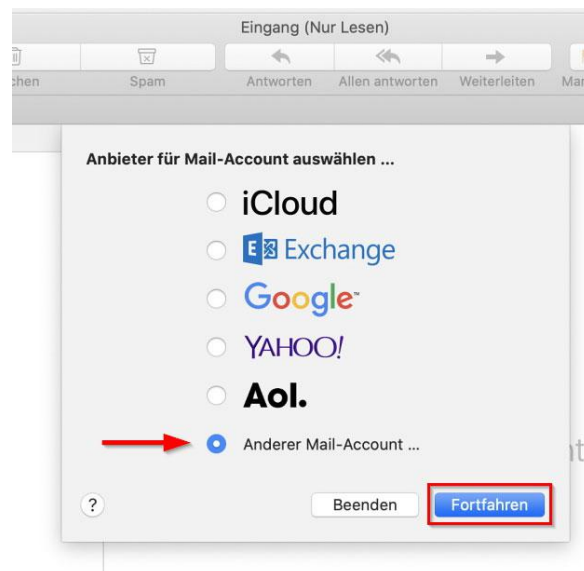 Eingang (Nur Lesen)
Spam
Antworten
Allen antworten
Weiterleiten
Anbieter für Mail-Account auswählen ...
iCloud
Exchange
Google
YAHOO!
Aol.
Anderer Mail-Account ...
?
Beenden
Fortfahren